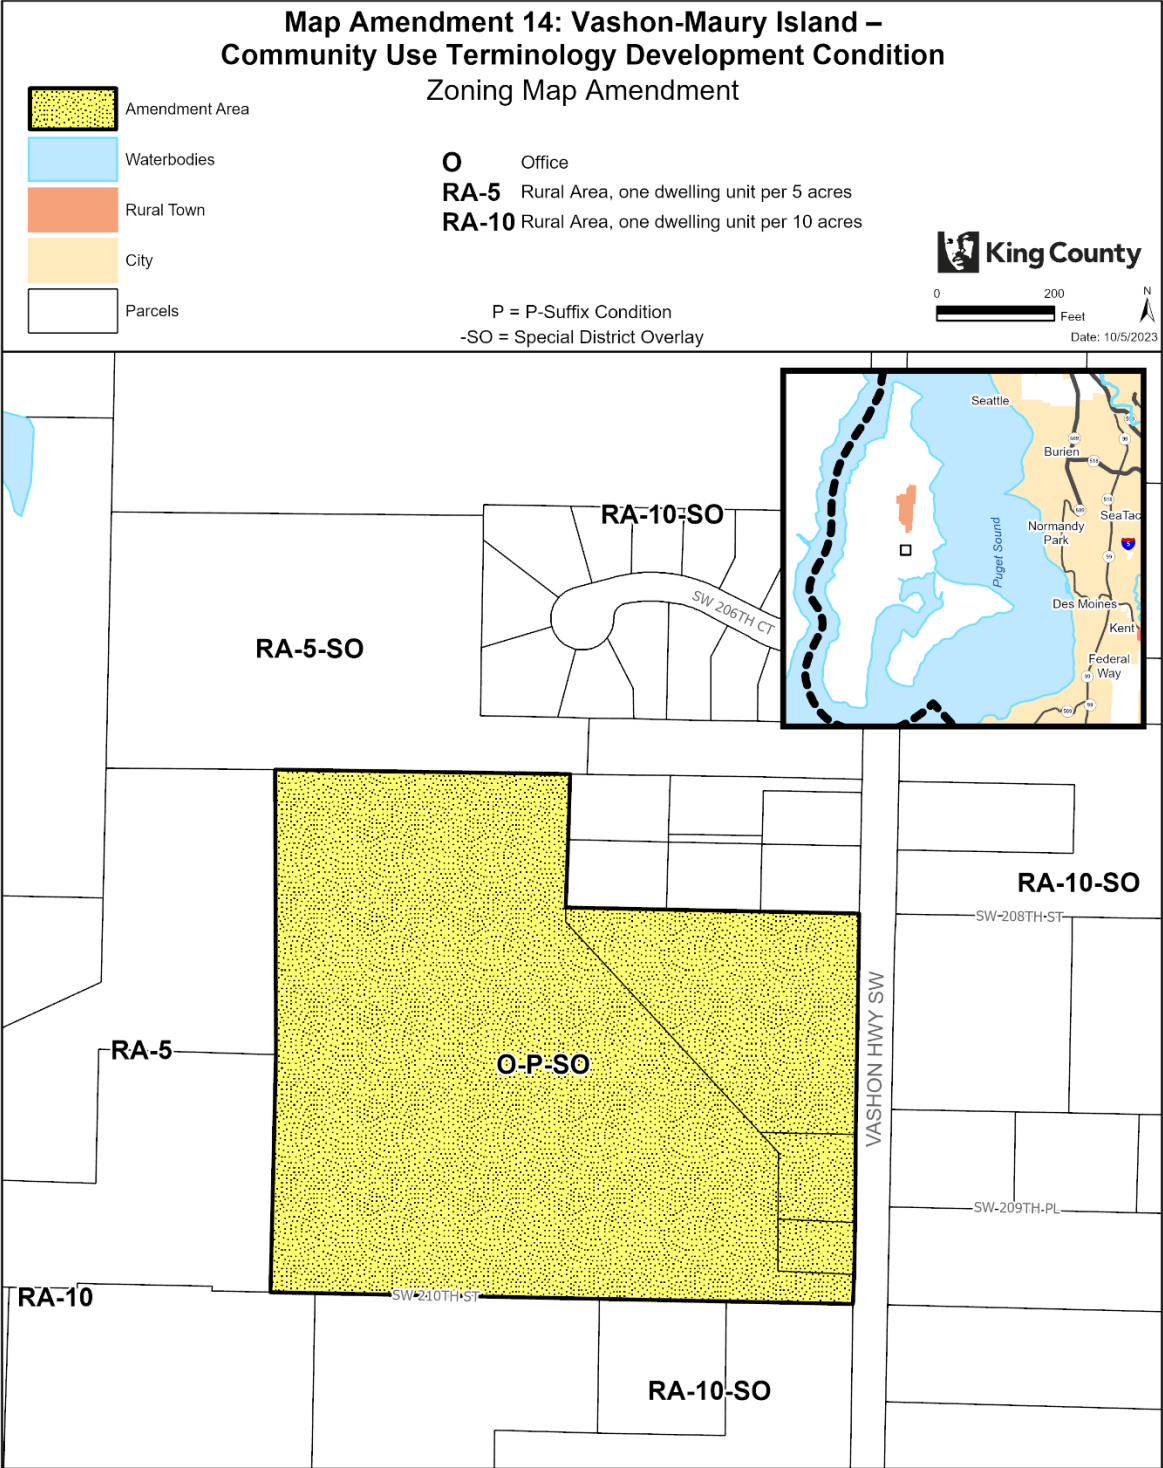 Map Amendment 14: Vashon-Maury Island –
Community Use Terminology Development Condition
Zoning Map Amendment
Amendment Area
Waterbodies
Rural Town
City
Parcels
O Office
RA-5 Rural Area, one dwelling unit per 5 acres
RA-10 Rural Area, one dwelling unit per 10 acres
P = P-Suffix Condition
-SO = Special District Overlay
King County
0 200
Feet
N
Date: 10/5/2023
Seattle
Burien
518
509
99
SeaTac
Normandy
Park
5
Puget Sound
Des Moines
Kent
Federal
Way
RA-10-SO
SW 206TH CT
RA-5-SO
RA-10-SO
SW 208TH ST
VASHON HWY SW
RA-5
O-P-SO
SW 209TH PL
RA-10
SW 210TH ST
RA-10-SO